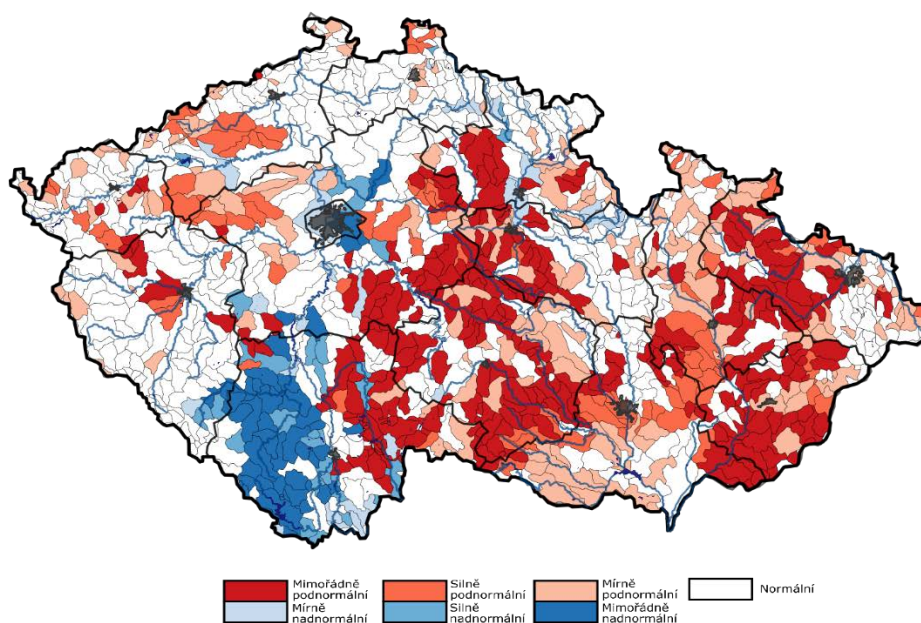 Mimořádně
podnormální
Silně
podnormální
Mírně
podnormální
Normální
Mírně
nadnormální
Silně
nadnormální
Mimořádně
nadnormální